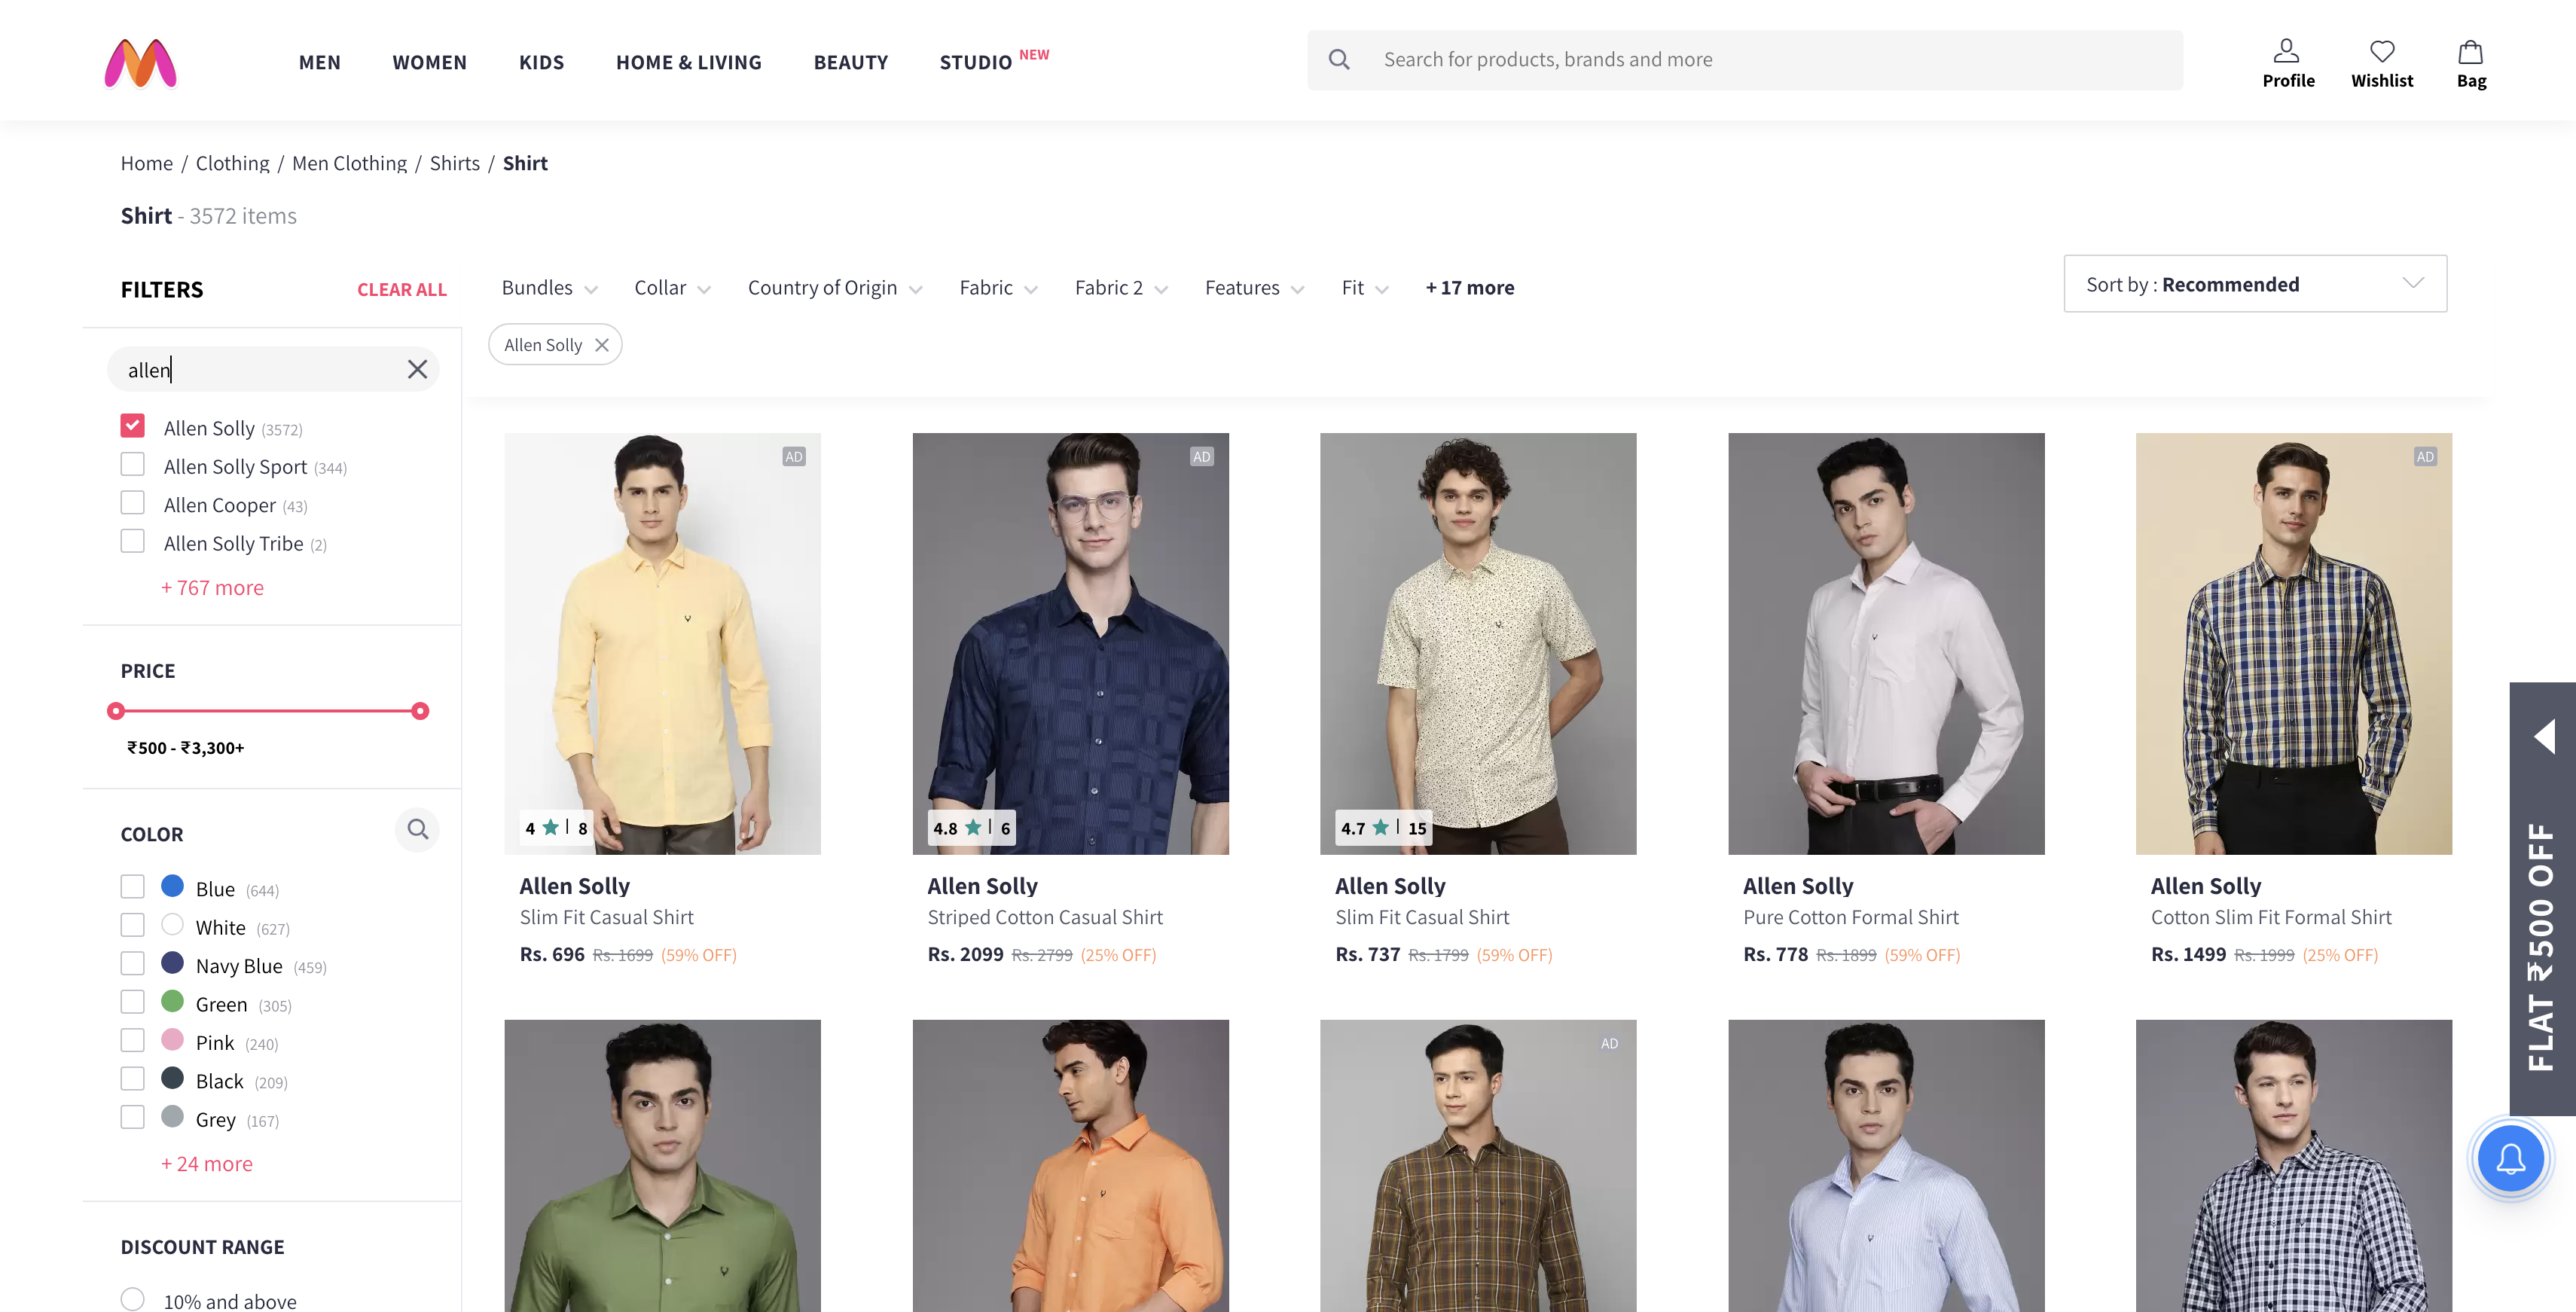 MEN WOMEN KIDS HOME & LIVING BEAUTY STUDIO NEW
Search for products, brands and more
Profile Wishlist Bag
Home / Clothing / Men Clothing / Shirts / Shirt
Shirt - 3572 items
FILTERS CLEAR ALL
Bundles Collar Country of Origin Fabric Fabric 2 Features Fit + 17 more
Sort by : Recommended
Allen Solly
allen
Allen Solly (3572)
Allen Solly Sport (344)
Allen Cooper (43)
Allen Solly Tribe (2)
+ 767 more
PRICE
₹500 - ₹3,300+
COLOR
Blue (644)
White (627)
Navy Blue (459)
Green (305)
Pink (240)
Black (209)
Grey (167)
+ 24 more
DISCOUNT RANGE
10% and above
AD
4 | 8
Allen Solly
Slim Fit Casual Shirt
Rs. 696 Rs. 1699 (59% OFF)
AD
4.8 | 6
Allen Solly
Striped Cotton Casual Shirt
Rs. 2099 Rs. 2799 (25% OFF)
4.7 | 15
Allen Solly
Slim Fit Casual Shirt
Rs. 737 Rs. 1799 (59% OFF)
Allen Solly
Pure Cotton Formal Shirt
Rs. 778 Rs. 1899 (59% OFF)
AD
Allen Solly
Cotton Slim Fit Formal Shirt
Rs. 1499 Rs. 1999 (25% OFF)
AD
FLAT ₹500 OFF